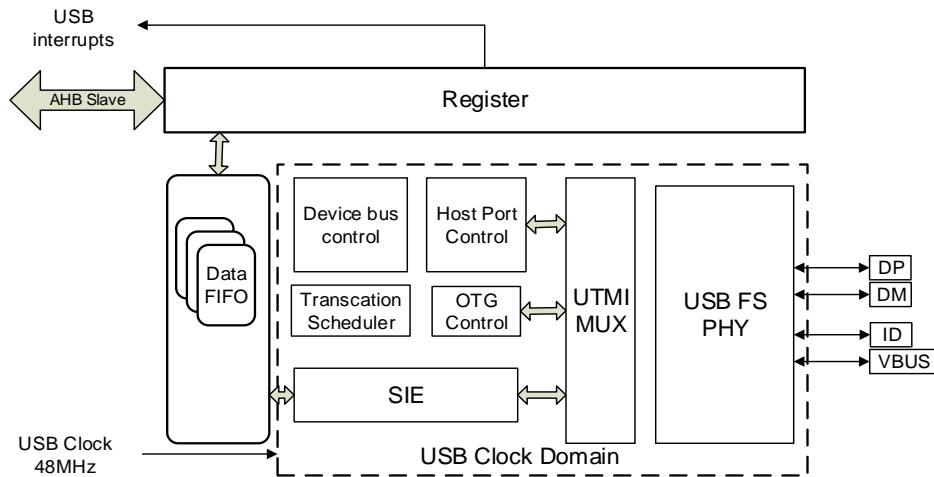 USB
interrupts
AHB Slave
Register
Device bus
control
Host Port
Control
Data
FIFO
Transcation
Scheduler
OTG
Control
UTMI
MUX
USB FS
PHY
DP
DM
ID
VBUS
SIE
USB Clock
48MHz
USB Clock Domain